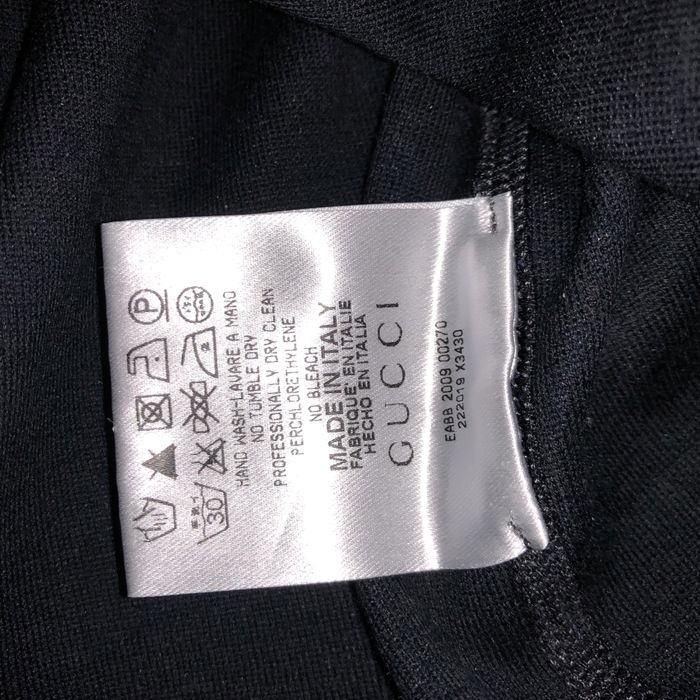 P
30
HAND WASH-LAVARE A MANO
NO TUMBLE DRY
PROFESSIONALLY DRY CLEAN
PERCHLORETHYLENE
NO BLEACH
MADE IN ITALY
FABRIQUE' EN ITALIE
HECHO EN ITALIA
GUCCI
EABB 2009 00270
222019 X3430